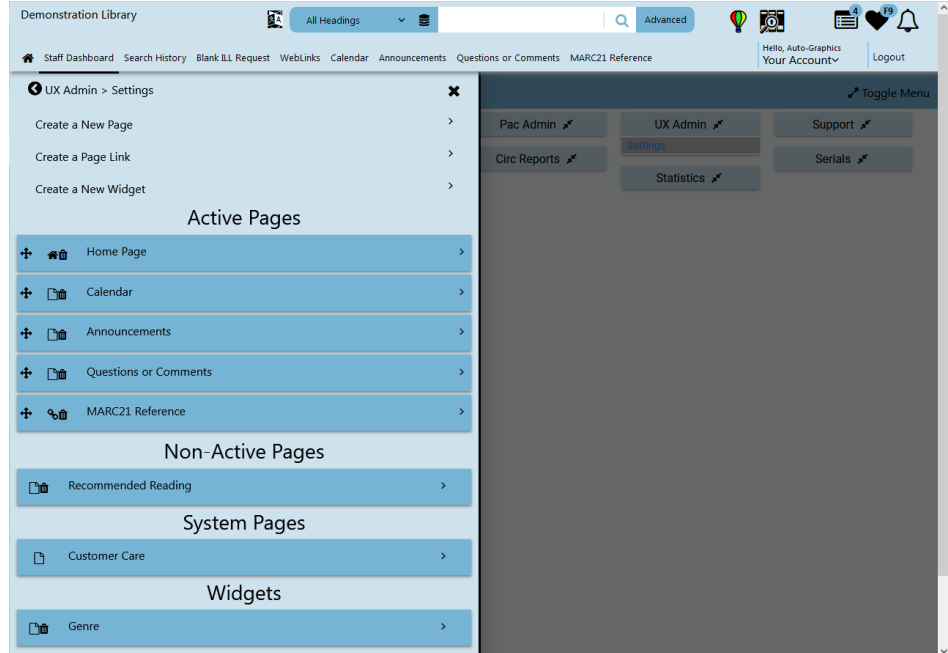 Demonstration Library
A
All Headings
Advanced
4
F9
Staff Dashboard Search History Blank ILL Request WebLinks Calendar Announcements Questions or Comments MARC21 Reference
Hello, Auto-Graphics
Your Account
Logout
UX Admin > Settings
Toggle Menu
Create a New Page
Create a Page Link
Create a New Widget
Pac Admin
UX Admin
Support
Settings
Circ Reports
Serials
Statistics
Active Pages
Home Page
Calendar
Announcements
Questions or Comments
MARC21 Reference
Non-Active Pages
Recommended Reading
System Pages
Customer Care
Widgets
Genre